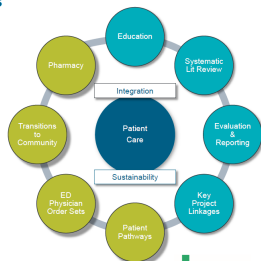 Education
Systematic
Lit Review
Evaluation
&
Reporting
Key
Project
Linkages
Patient
Pathways
ED
Physician
Order Sets
Transitions
to
Community
Pharmacy
Integration
Patient
Care
Sustainability